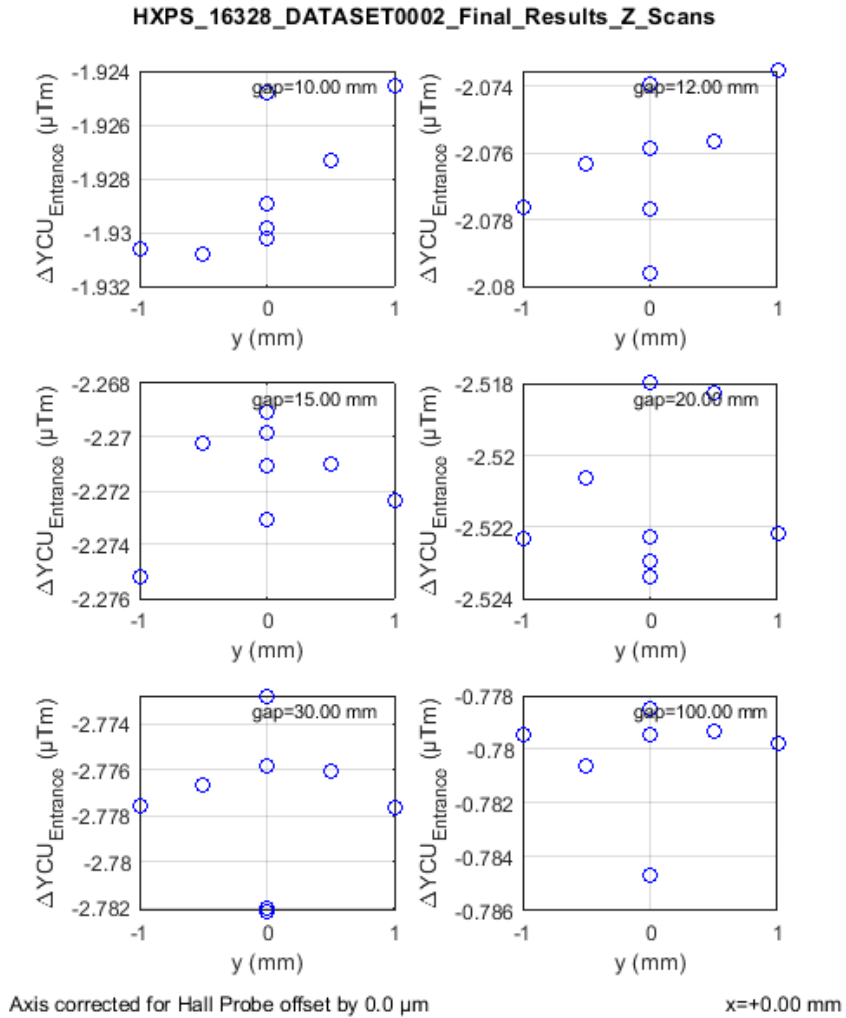 HXPS_16328_DATASET0002_Final_Results_Z_Scans
gap=10.00 mm
-1.924
-1.926
-1.928
-1.93
-1.932
-1 0 1
y (mm)
ΔYCU_Entrance (μTm)
gap=12.00 mm
-2.074
-2.076
-2.078
-2.08
-1 0 1
y (mm)
ΔYCU_Entrance (μTm)
gap=15.00 mm
-2.268
-2.27
-2.272
-2.274
-2.276
-1 0 1
y (mm)
ΔYCU_Entrance (μTm)
gap=20.00 mm
-2.518
-2.52
-2.522
-2.524
-1 0 1
y (mm)
ΔYCU_Entrance (μTm)
gap=30.00 mm
-2.774
-2.776
-2.778
-2.78
-2.782
-1 0 1
y (mm)
ΔYCU_Entrance (μTm)
gap=100.00 mm
-0.778
-0.78
-0.782
-0.784
-0.786
-1 0 1
y (mm)
ΔYCU_Entrance (μTm)
Axis corrected for Hall Probe offset by 0.0 μm
x=+0.00 mm